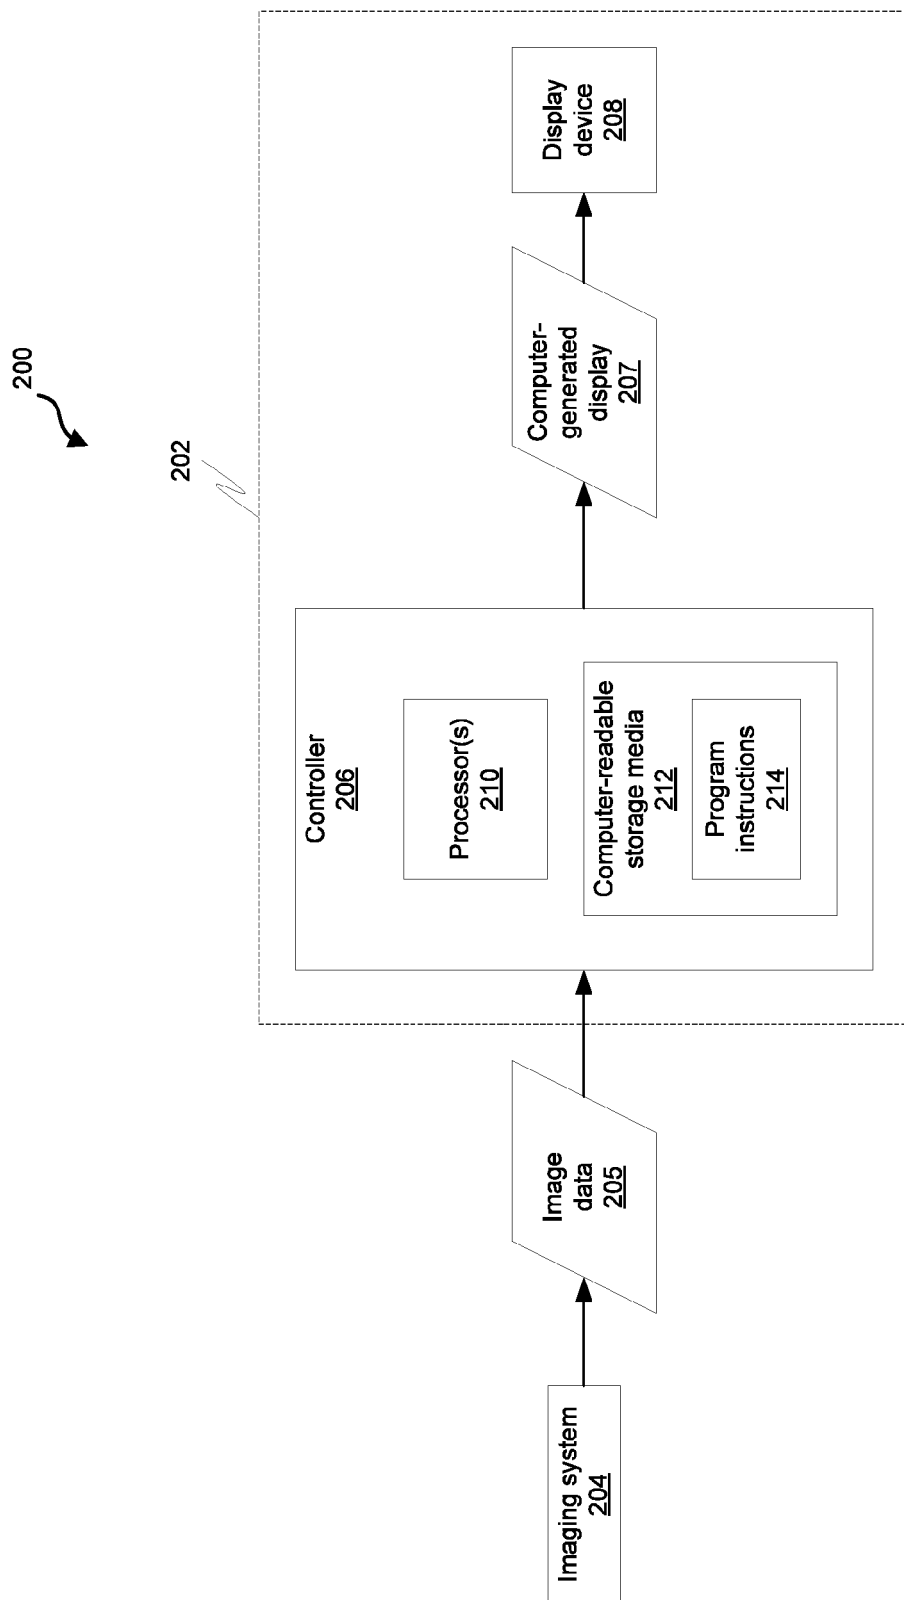 200
202
Imaging system
204
Image
data
205
Controller
206
Processor(s)
210
Computer-readable
storage media
212
Program
instructions
214
Computer-
generated
display
207
Display
device
208